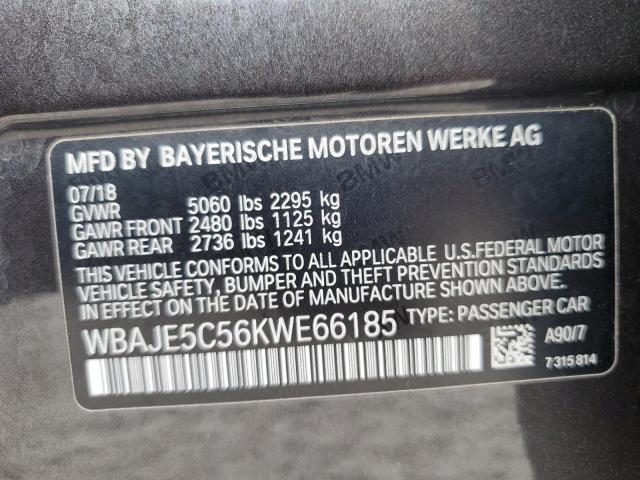 MFD BY BAYERISCHE MOTOREN WERKE AG
07/18
GVWR 5060 lbs 2295 kg
GAWR FRONT 2480 lbs 1125 kg
GAWR REAR 2736 lbs 1241 kg
THIS VEHICLE CONFORMS TO ALL APPLICABLE U.S.FEDERAL MOTOR
VEHICLE SAFETY, BUMPER AND THEFT PREVENTION STANDARDS
IN EFFECT ON THE DATE OF MANUFACTURE SHOWN ABOVE.
WBAJE5C56KWE66185 TYPE: PASSENGER CAR
A90/7
7 315 814